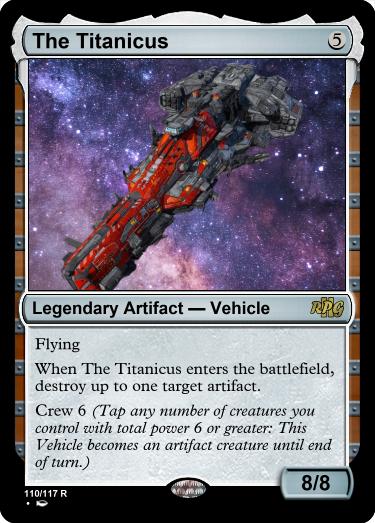 The Titanicus 5
Legendary Artifact — Vehicle RPG
Flying
When The Titanicus enters the battlefield,
destroy up to one target artifact.
Crew 6 (Tap any number of creatures you
control with total power 6 or greater: This
Vehicle becomes an artifact creature until end
of turn.)
8/8
110/117 R
•